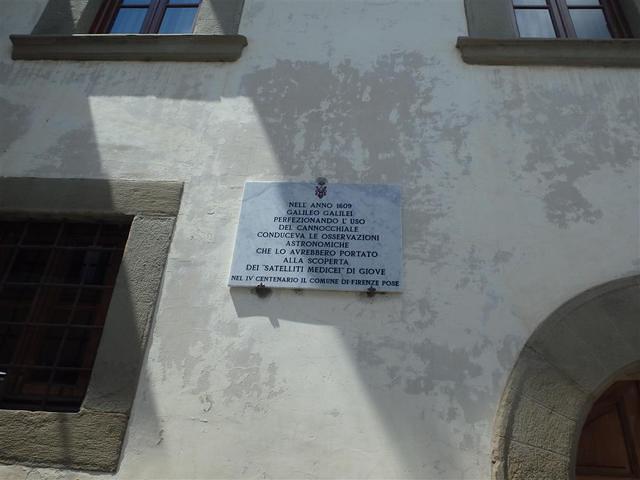 NELL' ANNO 1609
GALILEO GALILEI
PERFEZIONANDO L' USO
DEL CANNOCCHIALE
CONDUCEVA LE OSSERVAZIONI
ASTRONOMICHE
CHE LO AVREBBERO PORTATO
ALLA SCOPERTA
DEI "SATELLITI MEDICEI" DI GIOVE
NEL IV CENTENARIO IL COMUNE DI FIRENZE POSE